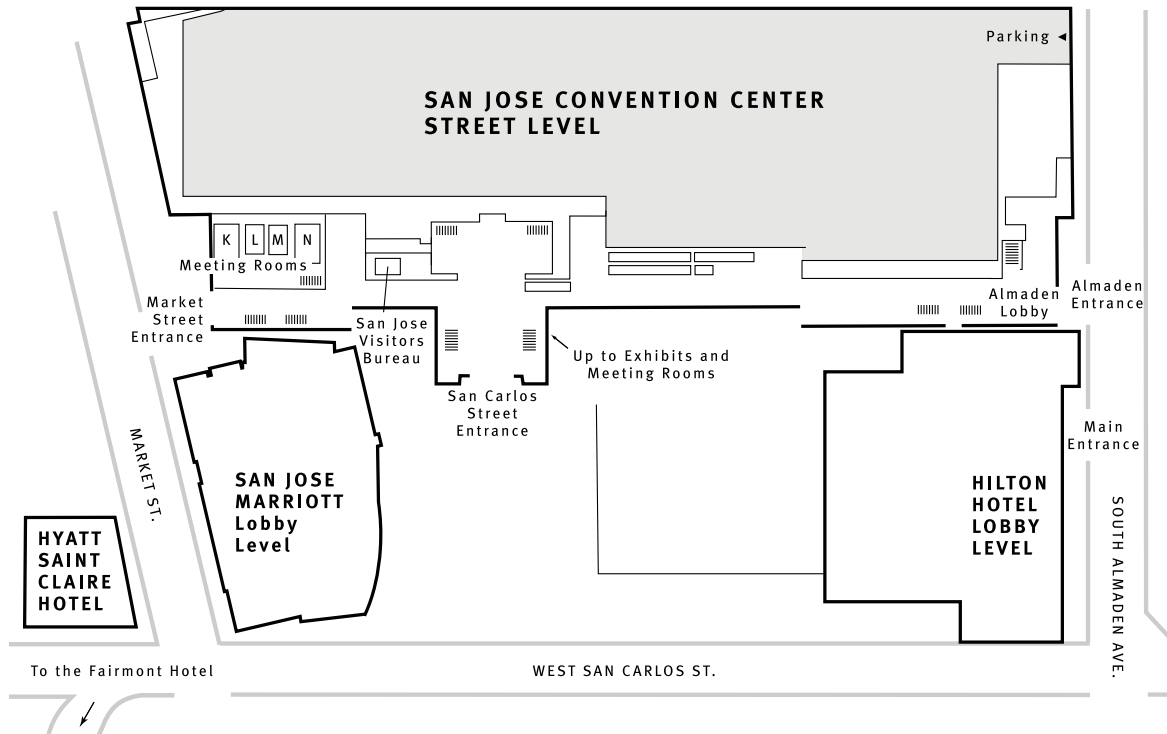 Parking
SAN JOSE CONVENTION CENTER
STREET LEVEL
K L M N
Meeting Rooms
Market
Street
Entrance
San Jose
Visitors
Bureau
Up to Exhibits and
Meeting Rooms
San Carlos
Street
Entrance
Almaden
Lobby
Almaden
Entrance
Main
Entrance
MARKET ST.
SAN JOSE
MARRIOTT
Lobby
Level
HILTON
HOTEL
LOBBY
LEVEL
HYATT
SAINT
CLAIRE
HOTEL
SOUTH ALMADEN AVE.
To the Fairmont Hotel
WEST SAN CARLOS ST.